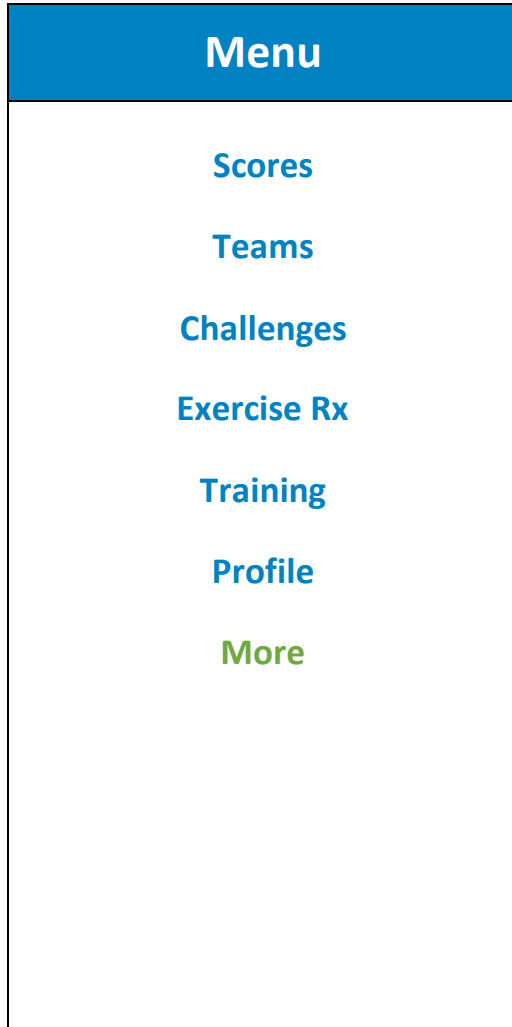 Menu
Scores
Teams
Challenges
Exercise Rx
Training
Profile
More